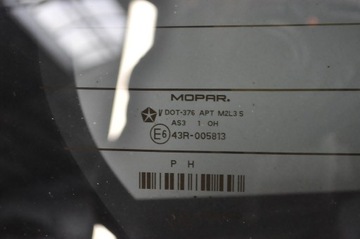 MOPAR.
V DOT-376 APT M2L3 S
AS3 1 OH
E6 43R-005813
P H